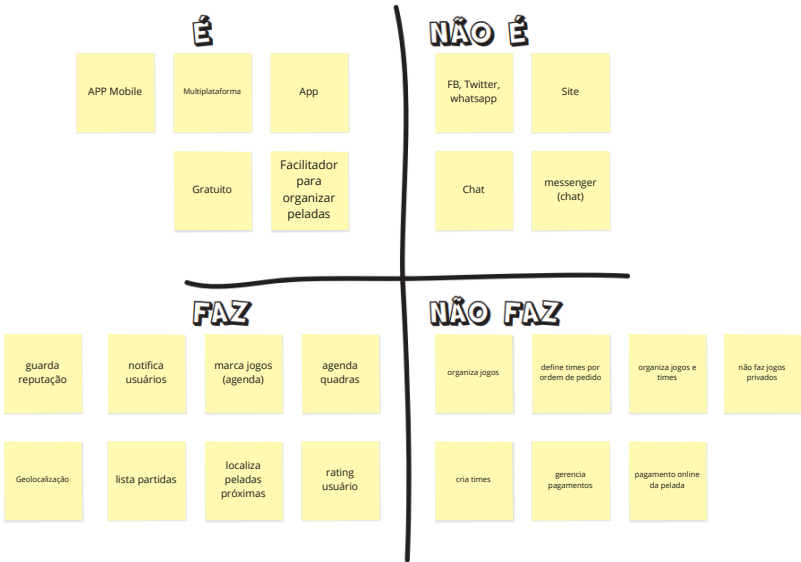 É
APP Mobile
Multiplataforma
App
Gratuito
Facilitador
para
organizar
peladas
NÃO É
FB, Twitter,
whatsapp
Site
Chat
messenger
(chat)
FAZ
guarda
reputação
notifica
usuários
marca jogos
(agenda)
agenda
quadras
Geolocalização
lista partidas
localiza
peladas
próximas
rating
usuário
NÃO FAZ
organiza jogos
define times por
ordem de pedido
organiza jogos e
times
não faz jogos
privados
cria times
gerencia
pagamentos
pagamento online
da pelada